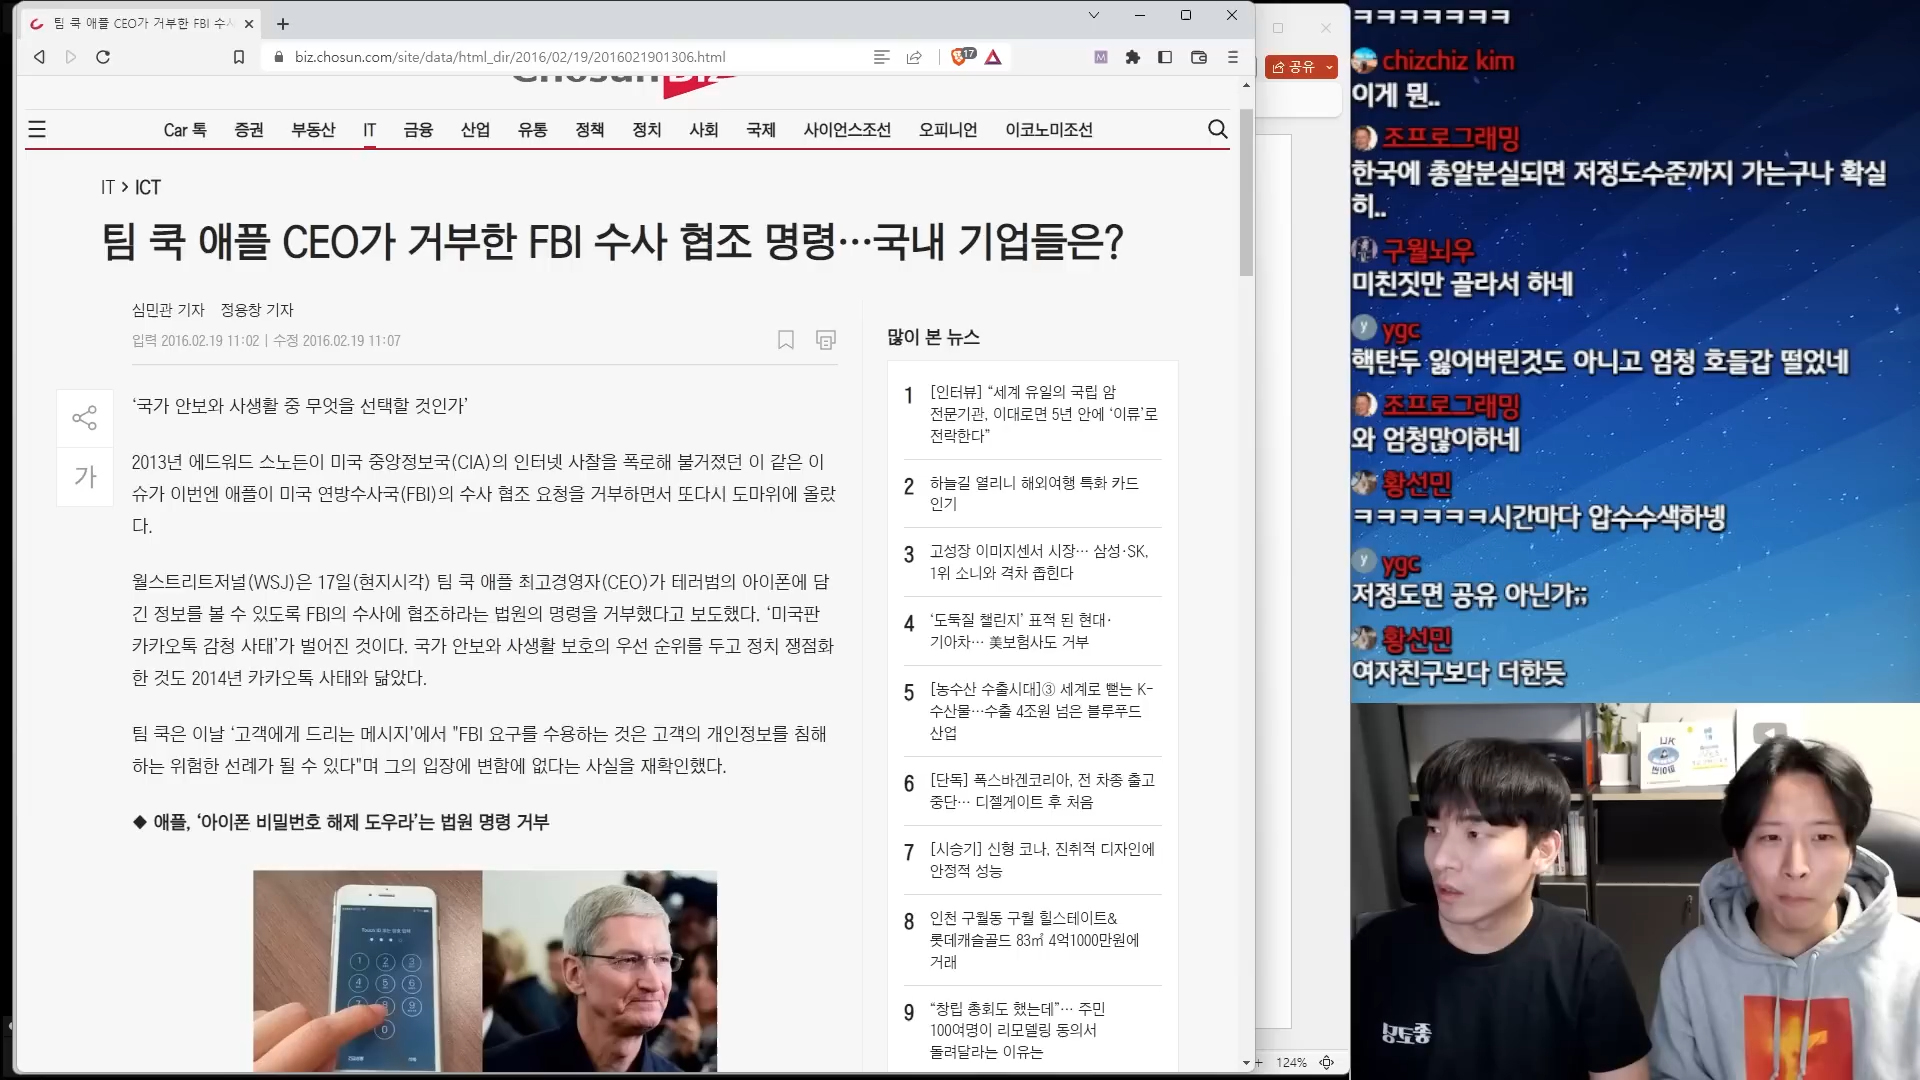 팀 쿡 애플 CEO가 거부한 FBI 수사
biz.chosun.com/site/data/html_dir/2016/02/19/2016021901306.html
17
M
공유
Chosun Biz
Car 톡 증권 부동산 IT 금융 산업 유통 정책 정치 사회 국제 사이언스조선 오피니언 이코노미조선
IT > ICT
팀 쿡 애플 CEO가 거부한 FBI 수사 협조 명령…국내 기업들은?
심민관 기자 정용창 기자
입력 2016.02.19 11:02 | 수정 2016.02.19 11:07
가
‘국가 안보와 사생활 중 무엇을 선택할 것인가’
2013년 에드워드 스노든이 미국 중앙정보국(CIA)의 인터넷 사찰을 폭로해 불거졌던 이 같은 이
슈가 이번엔 애플이 미국 연방수사국(FBI)의 수사 협조 요청을 거부하면서 또다시 도마위에 올랐
다.
월스트리트저널(WSJ)은 17일(현지시각) 팀 쿡 애플 최고경영자(CEO)가 테러범의 아이폰에 담
긴 정보를 볼 수 있도록 FBI의 수사에 협조하라는 법원의 명령을 거부했다고 보도했다. ‘미국판
카카오톡 감청 사태’가 벌어진 것이다. 국가 안보와 사생활 보호의 우선 순위를 두고 정치 쟁점화
한 것도 2014년 카카오톡 사태와 닮았다.
팀 쿡은 이날 ‘고객에게 드리는 메시지'에서 "FBI 요구를 수용하는 것은 고객의 개인정보를 침해
하는 위험한 선례가 될 수 있다"며 그의 입장에 변함에 없다는 사실을 재확인했다.
◆ 애플, ‘아이폰 비밀번호 해제 도우라’는 법원 명령 거부
1 2 3
4 5 6
7 8 9
0
많이 본 뉴스
1 [인터뷰] “세계 유일의 국립 암
전문기관, 이대로면 5년 안에 ‘이류’로
전락한다”
2 하늘길 열리니 해외여행 특화 카드
인기
3 고성장 이미지센서 시장… 삼성·SK,
1위 소니와 격차 좁힌다
4 ‘도둑질 챌린지’ 표적 된 현대·
기아차… 美보험사도 거부
5 [농수산 수출시대]③ 세계로 뻗는 K-
수산물…수출 4조원 넘은 블루푸드
산업
6 [단독] 폭스바겐코리아, 전 차종 출고
중단… 디젤게이트 후 처음
7 [시승기] 신형 코나, 진취적 디자인에
안정적 성능
8 인천 구월동 구월 힐스테이트&
롯데캐슬골드 83㎡ 4억1000만원에
거래
9 “창립 총회도 했는데”… 주민
100여명이 리모델링 동의서
돌려달라는 이유는
124%
ㅋㅋㅋㅋㅋㅋㅋ
chizchiz kim
이게 뭔..
조프로그래밍
한국에 총알분실되면 저정도수준까지 가는구나 확실
히..
구월뇌우
미친짓만 골라서 하네
y ygc
핵탄두 잃어버린것도 아니고 엄청 호들갑 떨었네
조프로그래밍
와 엄청많이하네
황선민
ㅋㅋㅋㅋㅋㅋ시간마다 압수수색하넹
y ygc
저정도면 공유 아닌가;;
황선민
여자친구보다 더한듯